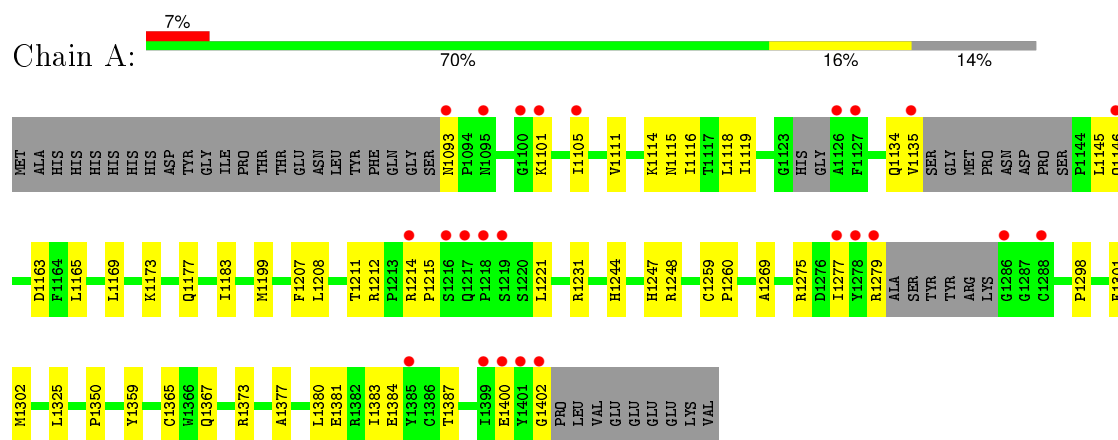 7%
Chain A:
70% 16% 14%
MET ALA HIS HIS HIS HIS HIS HIS ASP TYR GLY ILE PRO THR THR GLU ASN LEU TYR PHE GLN GLY SER N1093 P1094 N1095 G1100 K1101 I1105 V1111 K1114 N1115 I1116 T1117 L1118 I1119 G1123 HIS GLY A1126 F1127 Q1134 V1135 SER GLY MET PRO ASN ASP PRO SER P1144 L1145 Q1146
D1163 F1164 L1165 L1169 K1173 Q1177 I1183 M1199 F1207 L1208 T1211 R1212 P1213 R1214 P1215 S1216 Q1217 P1218 S1219 S1220 L1221 R1231 H1244 H1247 R1248 C1259 P1260 A1269 R1275 D1276 I1277 Y1278 R1279 ALA SER TYR TYR ARG LYS G1286 G1287 C1288 P1298 F1301
M1302 L1325 P1350 Y1359 C1365 W1366 Q1367 R1373 A1377 L1380 E1381 R1382 I1383 E1384 Y1385 C1386 T1387 I1399 E1400 Y1401 G1402 PRO LEU VAL GLU GLU GLU GLU LYS VAL